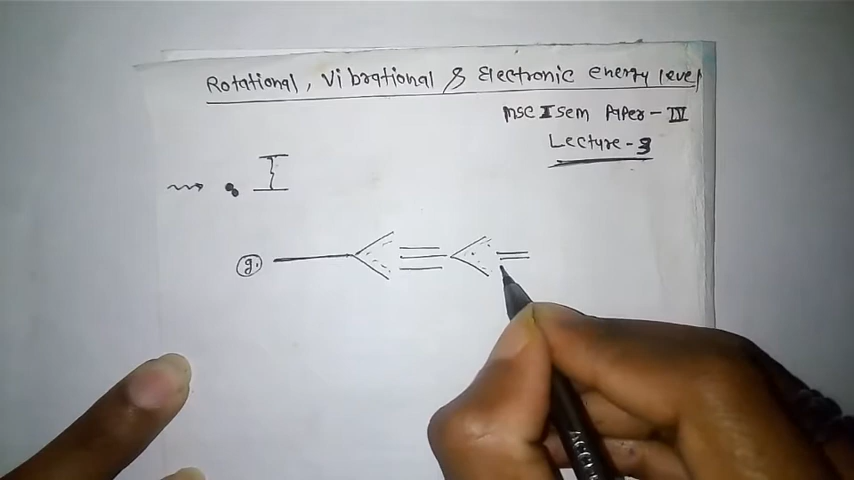 Rotational, Vibrational & Electronic energy level
MSC I sem Paper - IV
Lecture - 3
g.